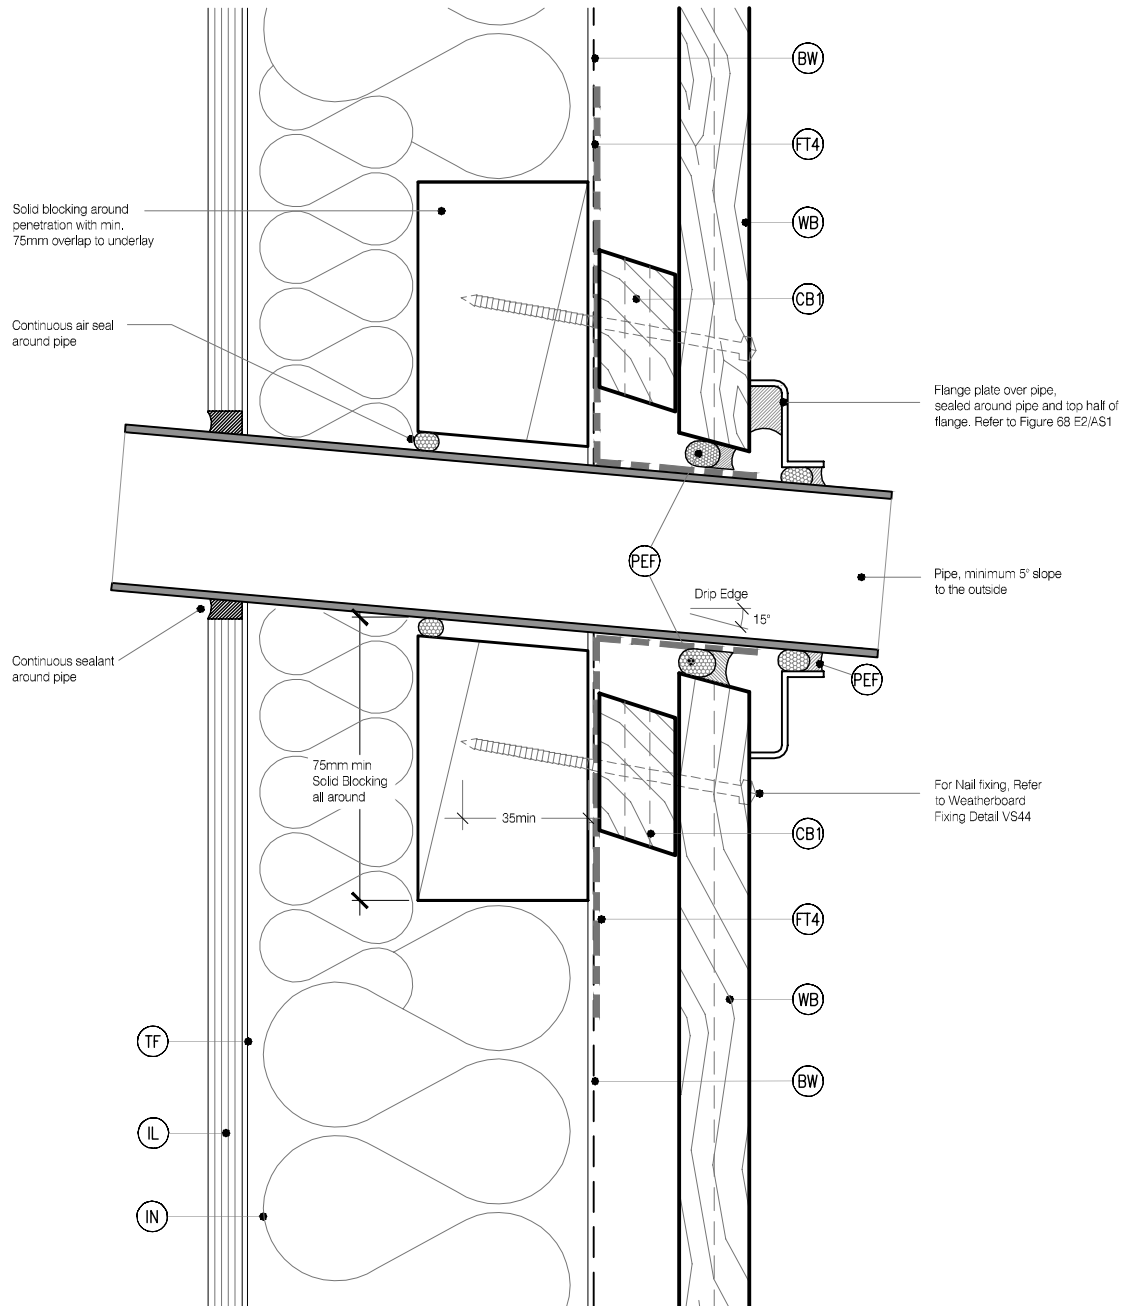 BW
FT4
WB
CB1
Solid blocking around
penetration with min.
75mm overlap to underlay
Continuous air seal
around pipe
Flange plate over pipe,
sealed around pipe and top half of
flange. Refer to Figure 68 E2/AS1
PEF
Pipe, minimum 5° slope
to the outside
Drip Edge
15°
Continuous sealant
around pipe
PEF
75mm min
Solid Blocking
all around
35min
For Nail fixing, Refer
to Weatherboard
Fixing Detail VS44
CB1
FT4
WB
TF
BW
IL
IN